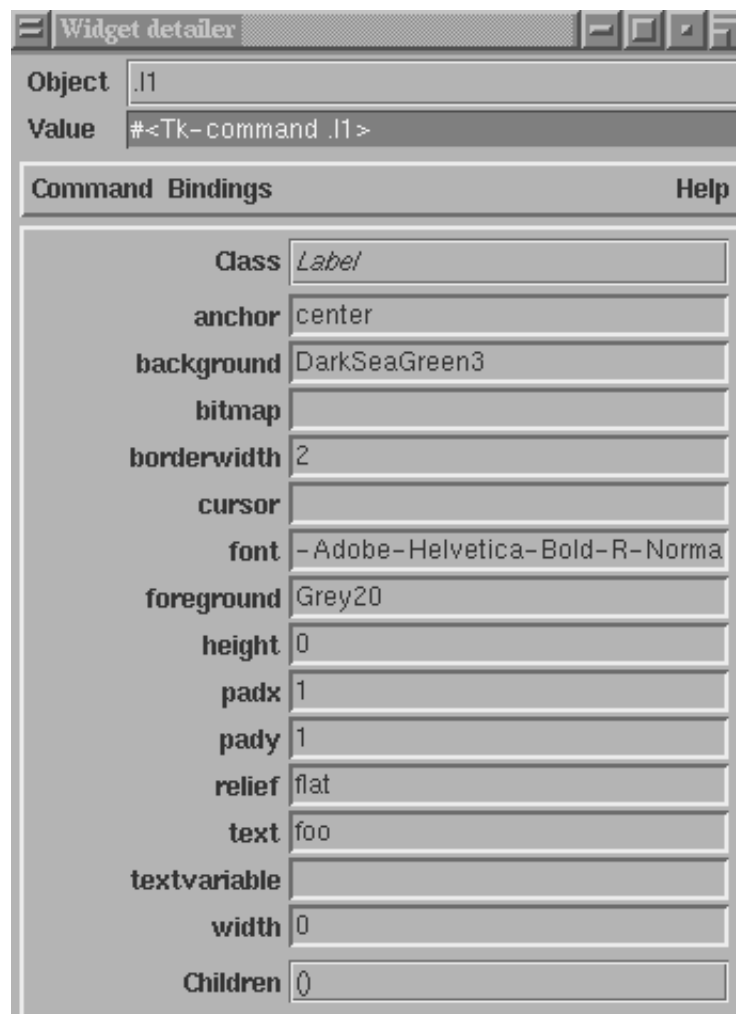 Widget detailer
Object .l1
Value #<Tk-command .l1>
Command Bindings Help
Class Label
anchor center
background DarkSeaGreen3
bitmap
borderwidth 2
cursor
font -Adobe-Helvetica-Bold-R-Norma
foreground Grey20
height 0
padx 1
pady 1
relief flat
text foo
textvariable
width 0
Children ()